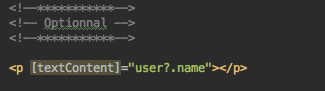 <!--***********-->
<!-- Optionnal -->
<!--***********-->
<p [textContent]="user?.name"></p>